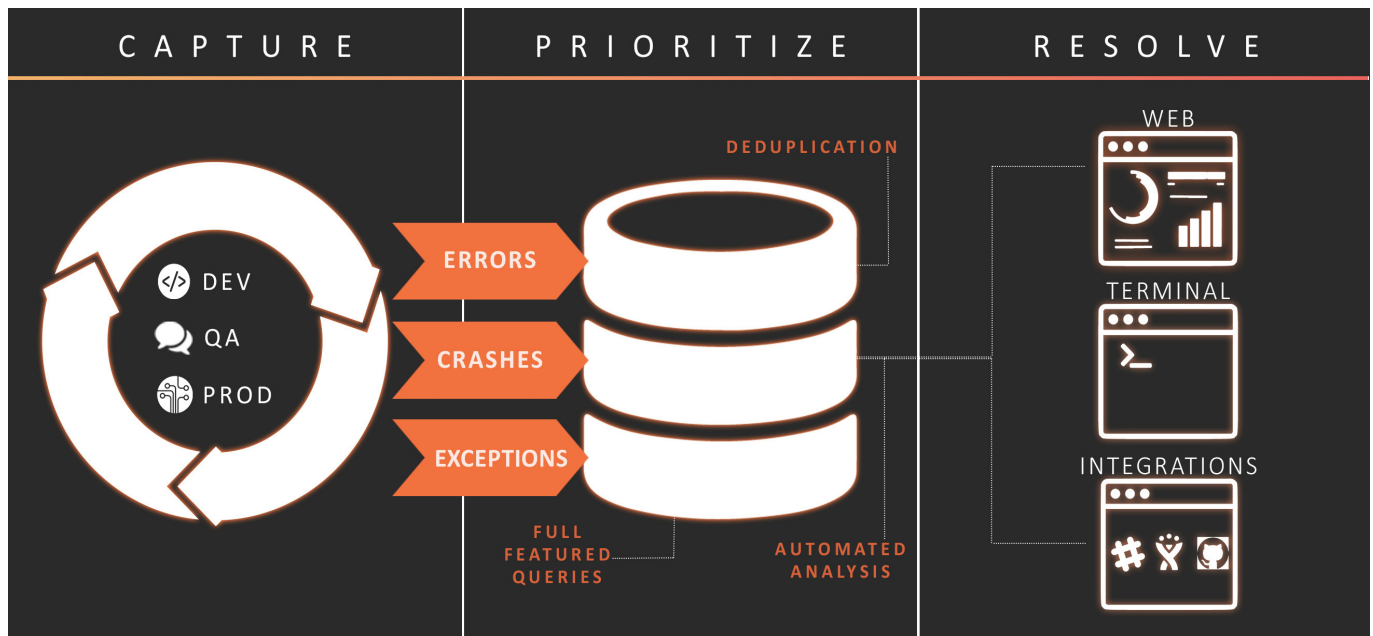 CAPTURE
PRIORITIZE
RESOLVE
DEV
QA
PROD
ERRORS
CRASHES
EXCEPTIONS
DEDUPLICATION
FULL
FEATURED
QUERIES
AUTOMATED
ANALYSIS
WEB
TERMINAL
INTEGRATIONS